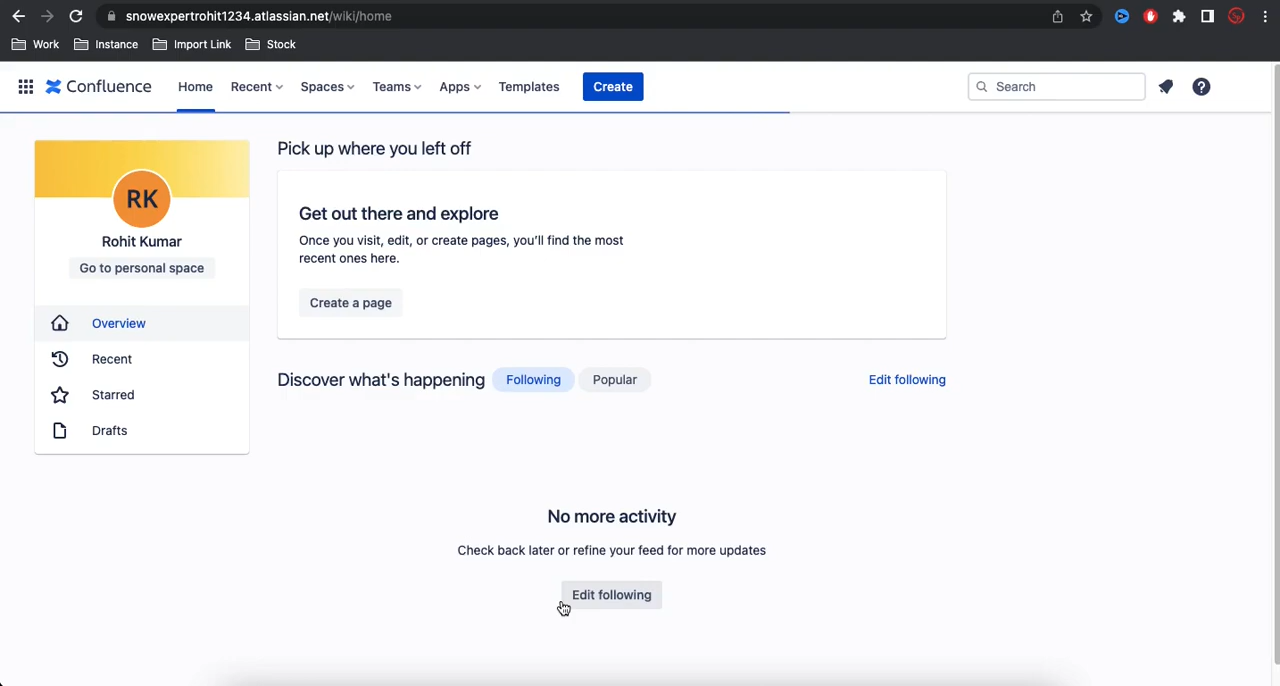 snowexpertrohit1234.atlassian.net/wiki/home
Work Instance Import Link Stock
Confluence Home Recent Spaces Teams Apps Templates Create Search ?
Pick up where you left off
RK
Rohit Kumar
Go to personal space
Overview
Recent
Starred
Drafts
Get out there and explore
Once you visit, edit, or create pages, you'll find the most
recent ones here.
Create a page
Discover what's happening Following Popular Edit following
No more activity
Check back later or refine your feed for more updates
Edit following